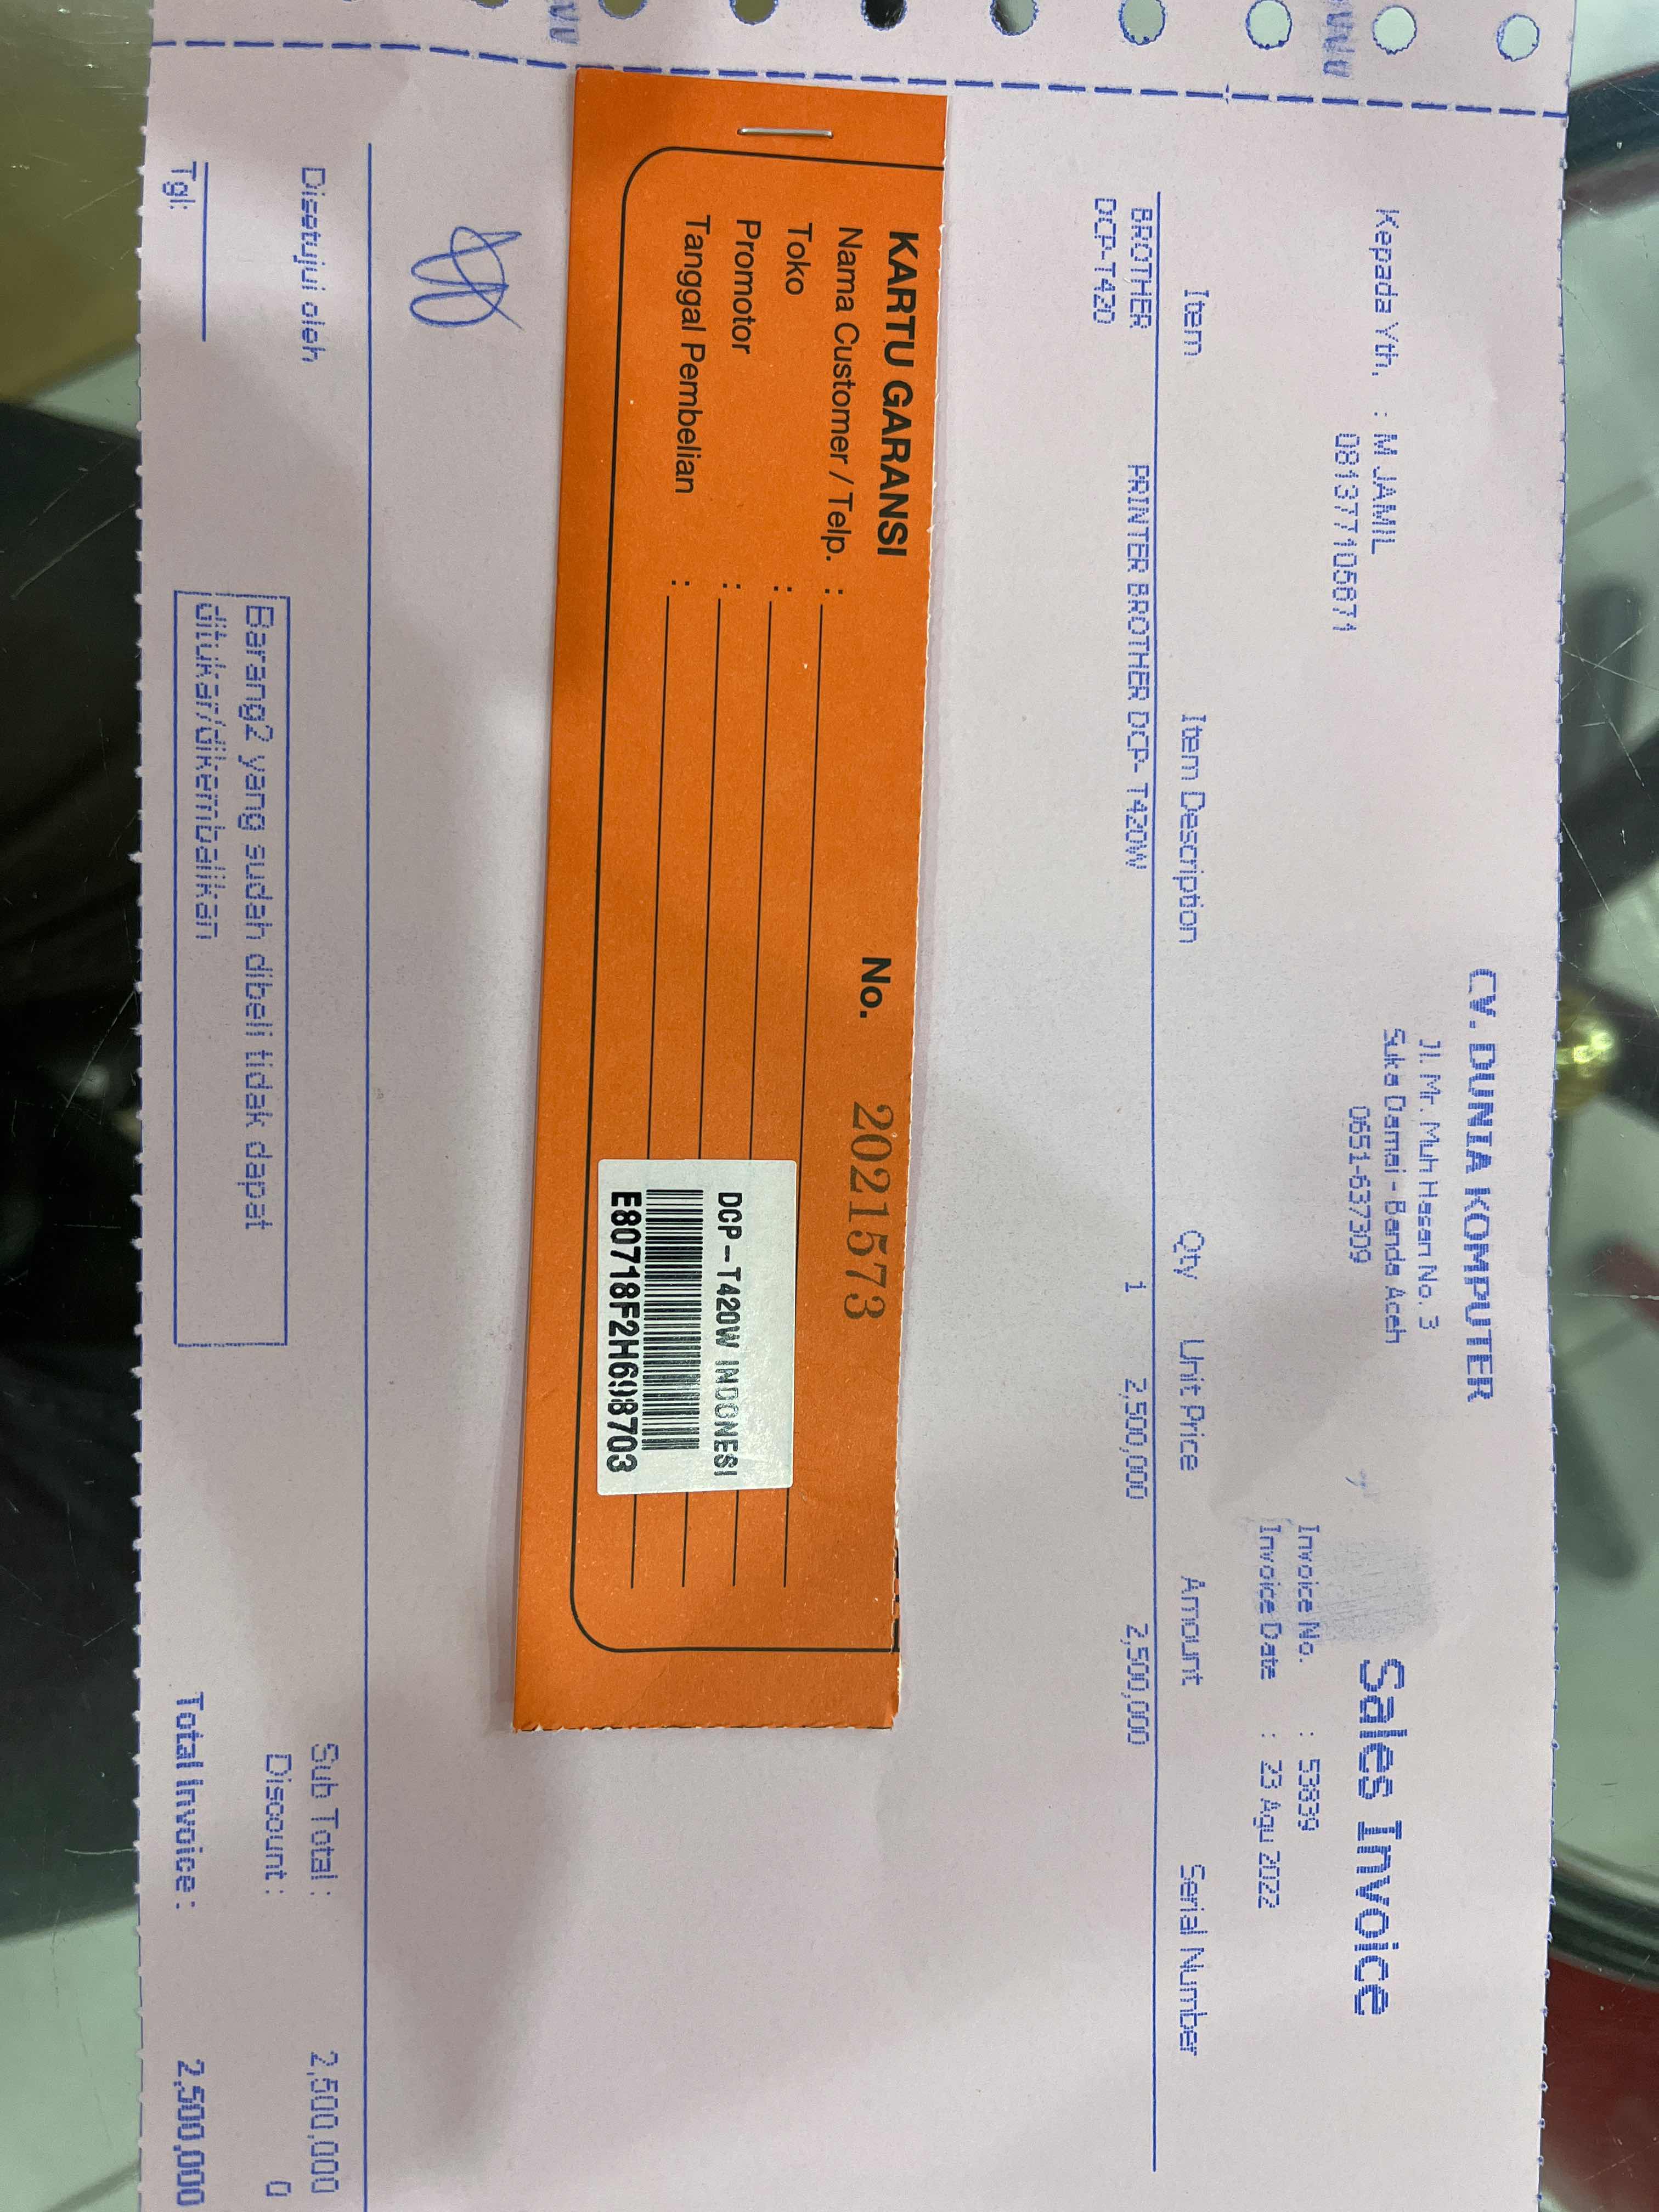 CV. DUNIA KOMPUTER
Jl. Mr. Muh Hasan No. 3
Suka Damai - Banda Aceh
0651-637309
Sales Invoice
Kepada Yth. : M JAMIL
081377105671
Invoice No. : 53839
Invoice Date : 23 Agu 2022
Item Item Description Qty Unit Price Amount Serial Number
BROTHER PRINTER BROTHER DCP- T420W 1 2,500,000 2,500,000
DCP-T420
KARTU GARANSI No. 2021573
Nama Customer / Telp. :
Toko :
Promotor :
Tanggal Pembelian :
DCP-T420W INDONESI
E80718F2H698703
Disetujui oleh
Tgl:
Barang2 yang sudah dibeli tidak dapat
ditukar/dikembalikan
Sub Total : 2,500,000
Discount : 0
Total Invoice : 2,500,000